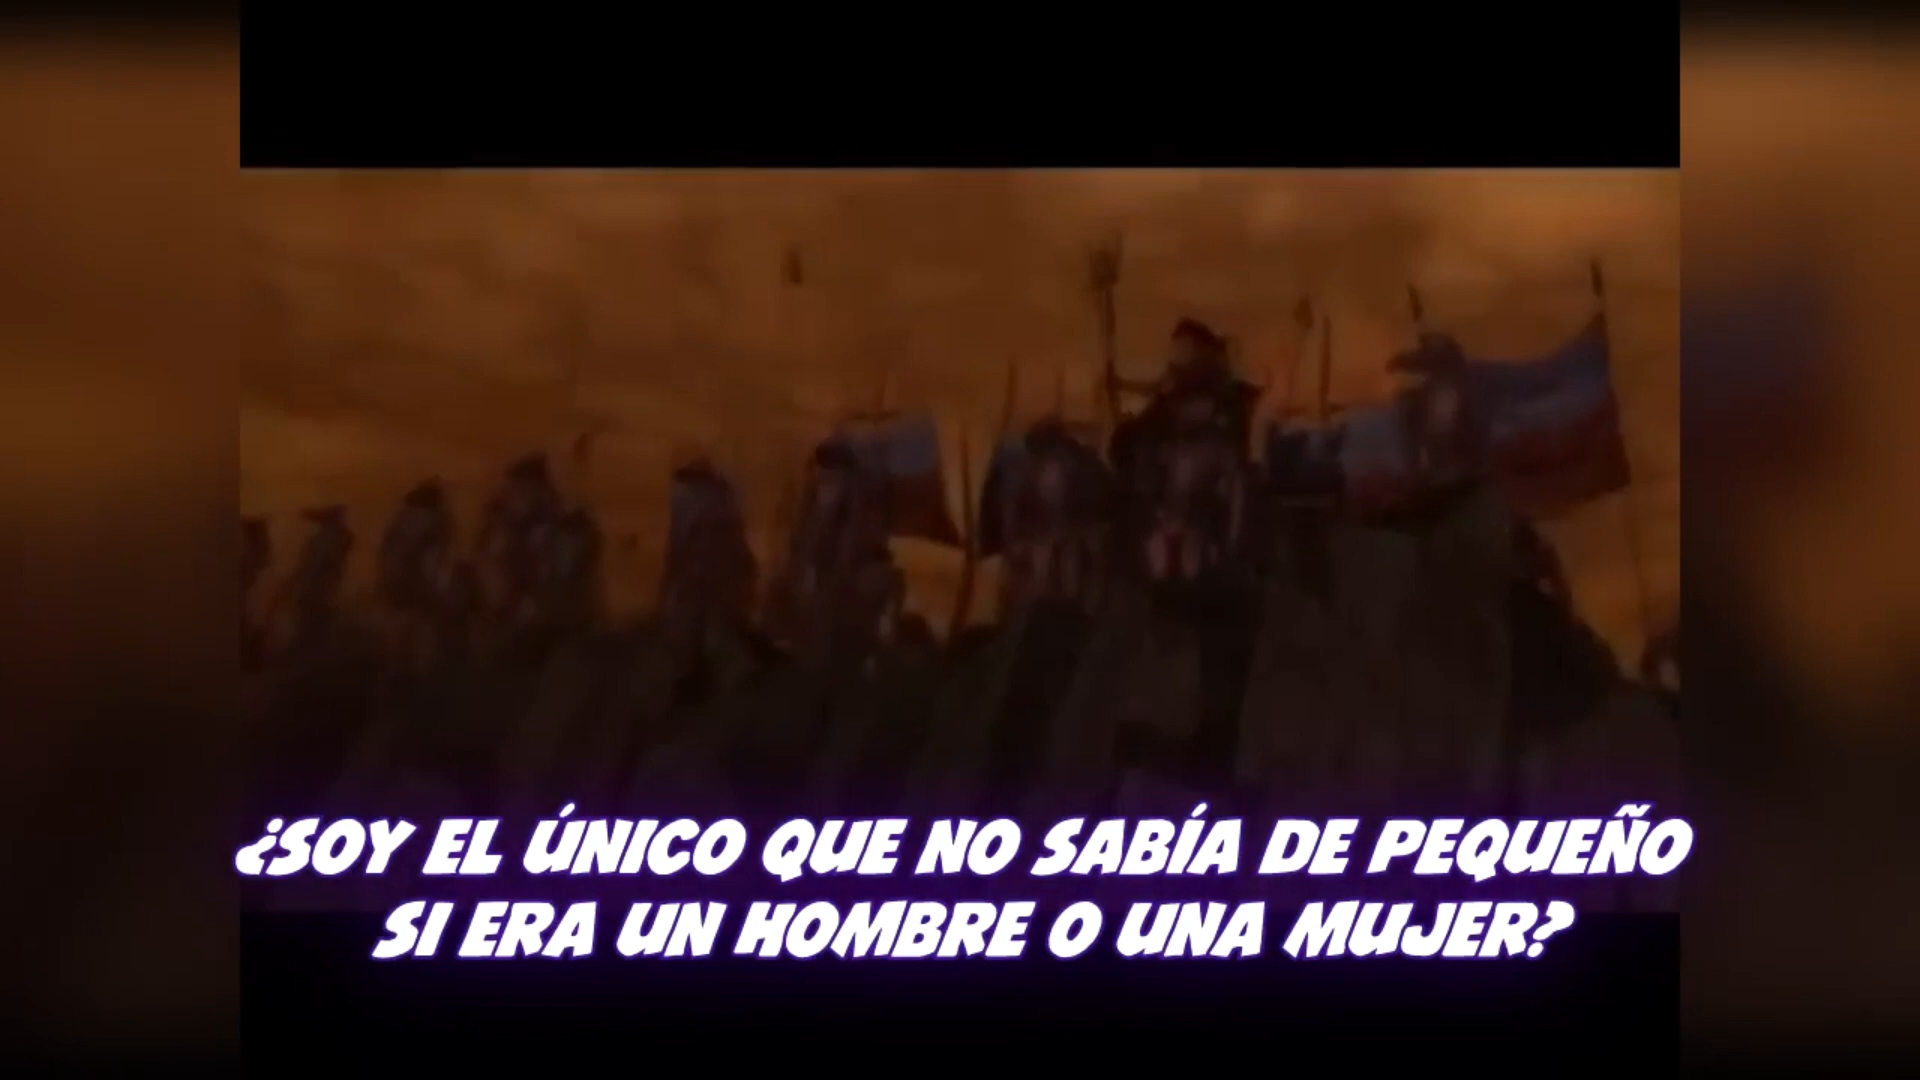 ¿SOY EL ÚNICO QUE NO SABÍA DE PEQUEÑO
SI ERA UN HOMBRE O UNA MUJER?